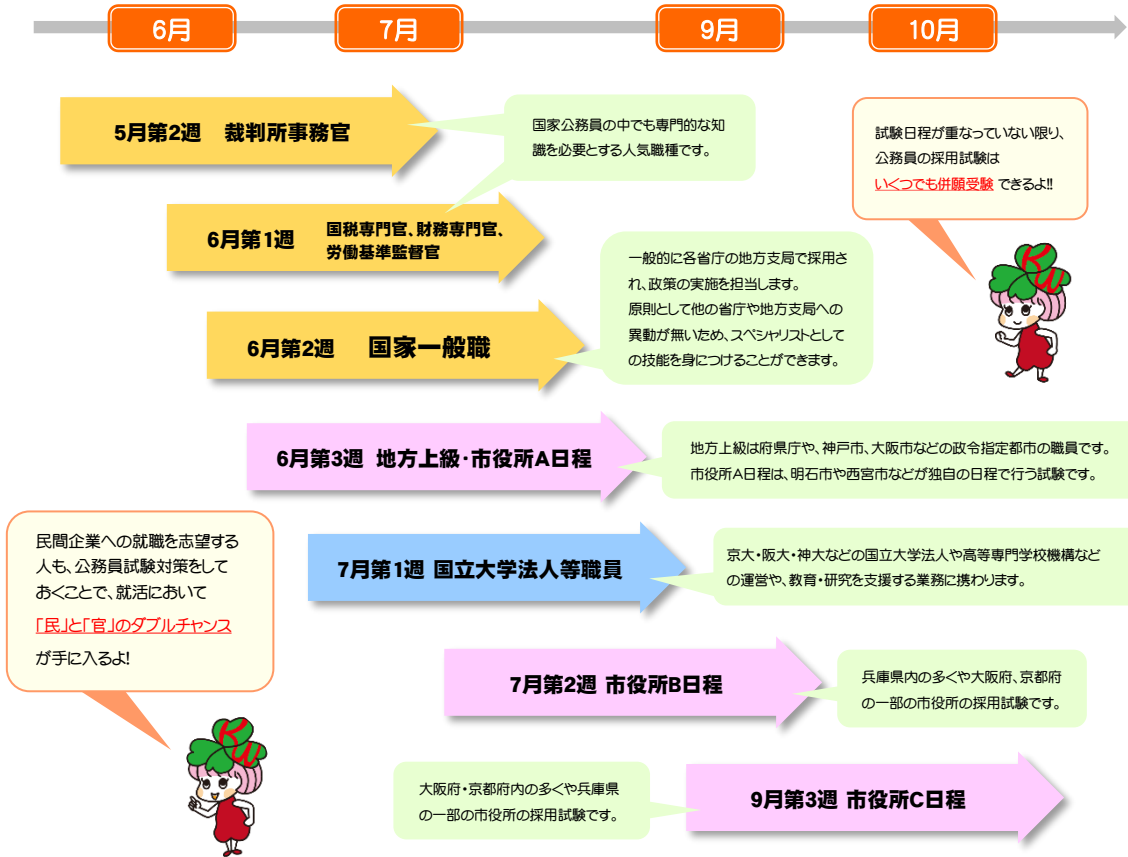 6月
7月
9月
10月
5月第2週 裁判所事務官
国家公務員の中でも専門的な知
識を必要とする人気職種です。
試験日程が重なっていない限り、
公務員の採用試験は
いくつでも併願受験 できるよ!!
6月第1週
国税専門官、財務専門官、
労働基準監督官
一般的に各省庁の地方支局で採用さ
れ、政策の実施を担当します。
原則として他の省庁や地方支局への
異動が無いため、スペシャリストとして
の技能を身につけることができます。
KW
6月第2週 国家一般職
6月第3週 地方上級・市役所A日程
地方上級は府県庁や、神戸市、大阪市などの政令指定都市の職員です。
市役所A日程は、明石市や西宮市などが独自の日程で行う試験です。
民間企業への就職を志望する
人も、公務員試験対策をして
おくことで、就活において
「民」と「官」のダブルチャンス
が手に入るよ!
7月第1週 国立大学法人等職員
京大・阪大・神大などの国立大学法人や高等専門学校機構など
の運営や、教育・研究を支援する業務に携わります。
7月第2週 市役所B日程
兵庫県内の多くや大阪府、京都府
の一部の市役所の採用試験です。
KW
大阪府・京都府内の多くや兵庫県
の一部の市役所の採用試験です。
9月第3週 市役所C日程